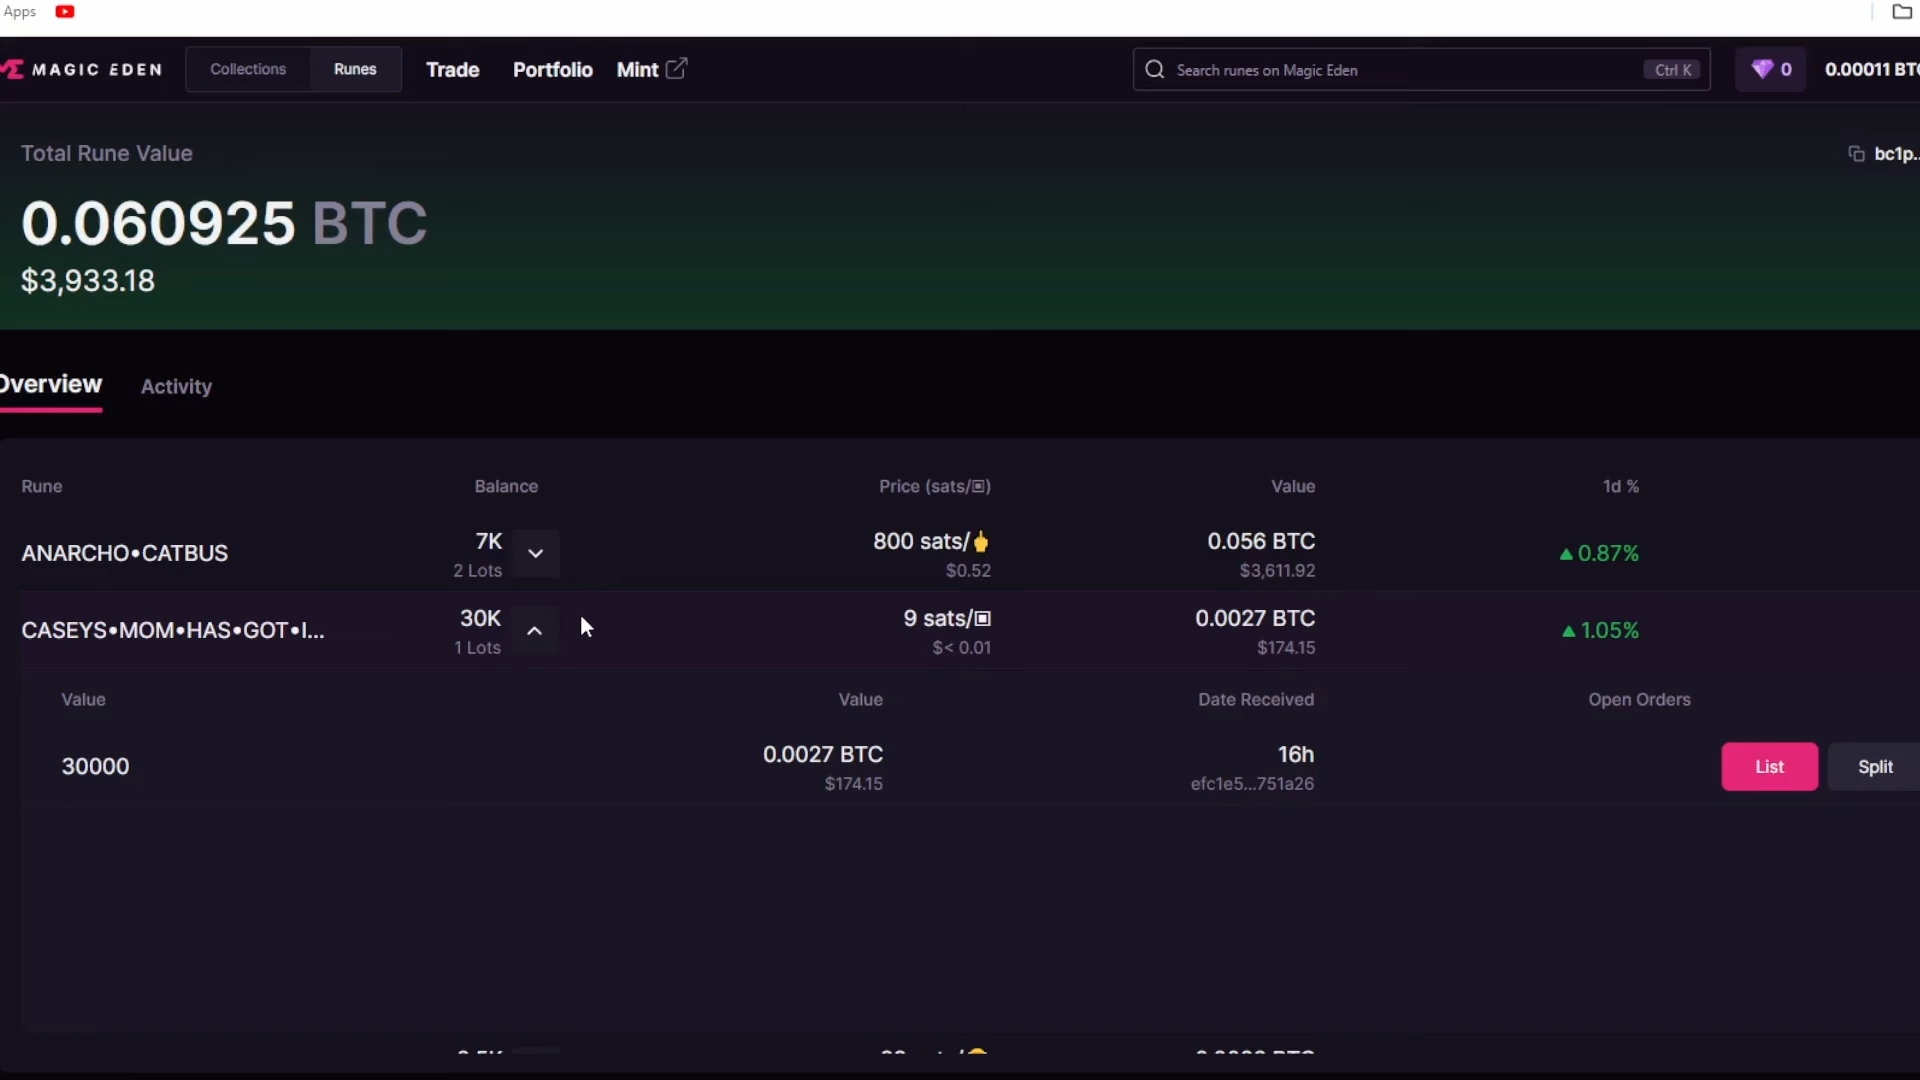 Apps
MAGIC EDEN Collections Runes Trade Portfolio Mint Search runes on Magic Eden Ctrl K 0 0.00011
Total Rune Value bc1p..
0.060925 BTC
$3,933.18
Overview Activity
Rune Balance Price (sats/▣) Value 1d %
ANARCHO•CATBUS 7K 800 sats/🖕 0.056 BTC ▲0.87%
2 Lots $0.52 $3,611.92
CASEYS•MOM•HAS•GOT•I... 30K 9 sats/▣ 0.0027 BTC ▲1.05%
1 Lots $< 0.01 $174.15
Value Value Date Received Open Orders
30000 0.0027 BTC 16h List Split
$174.15 efc1e5...751a26